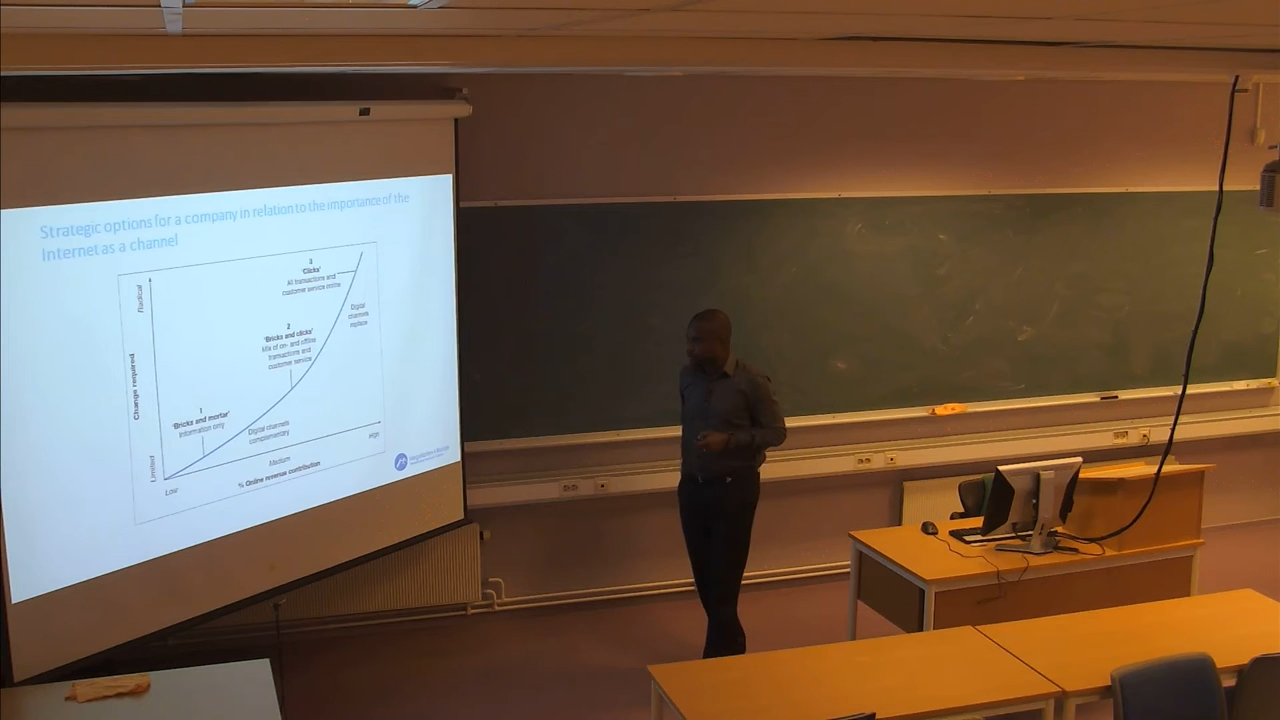 Strategic options for a company in relation to the importance of the
Internet as a channel
3
'Clicks'
All transactions and
customer service online
Radical
Digital
channels
replace
2
'Bricks and clicks'
Mix of on- and offline
transactions and
customer service
Change required
1
'Bricks and mortar'
Information only
Digital channels
complementary
Limited
Low
Medium
High
% Online revenue contribution